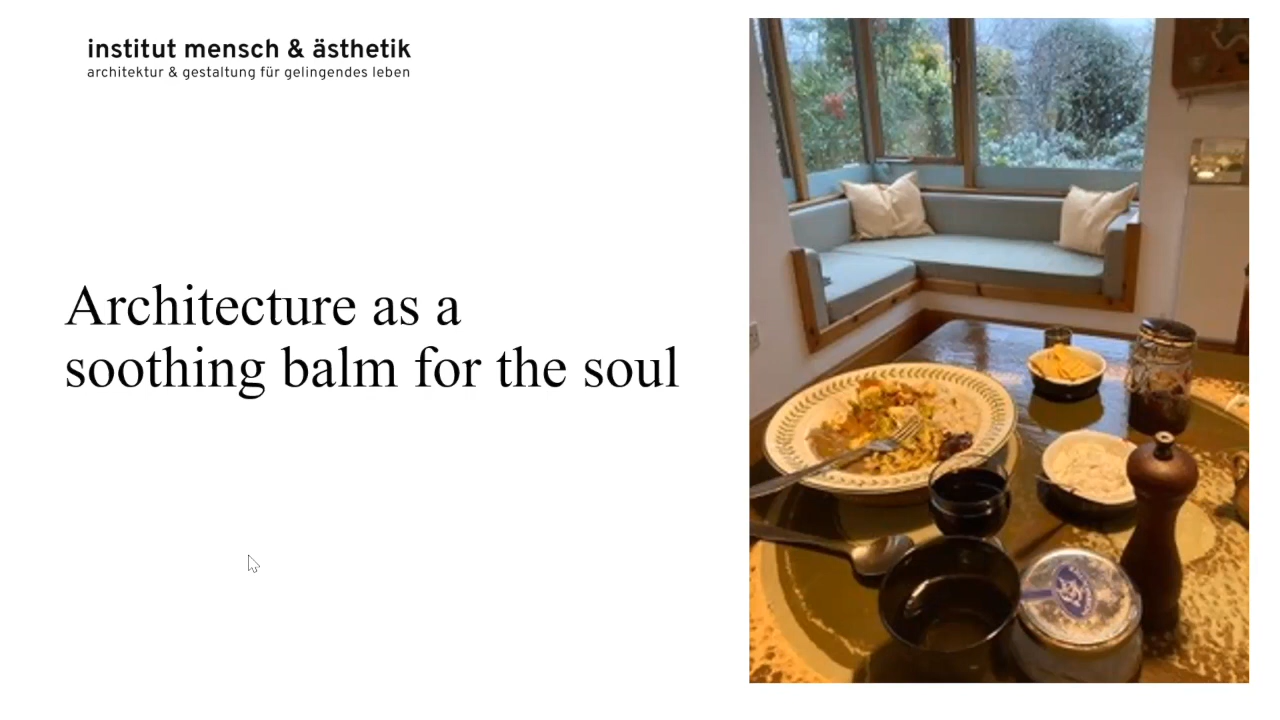 institut mensch & ästhetik
architektur & gestaltung für gelingendes leben
Architecture as a
soothing balm for the soul